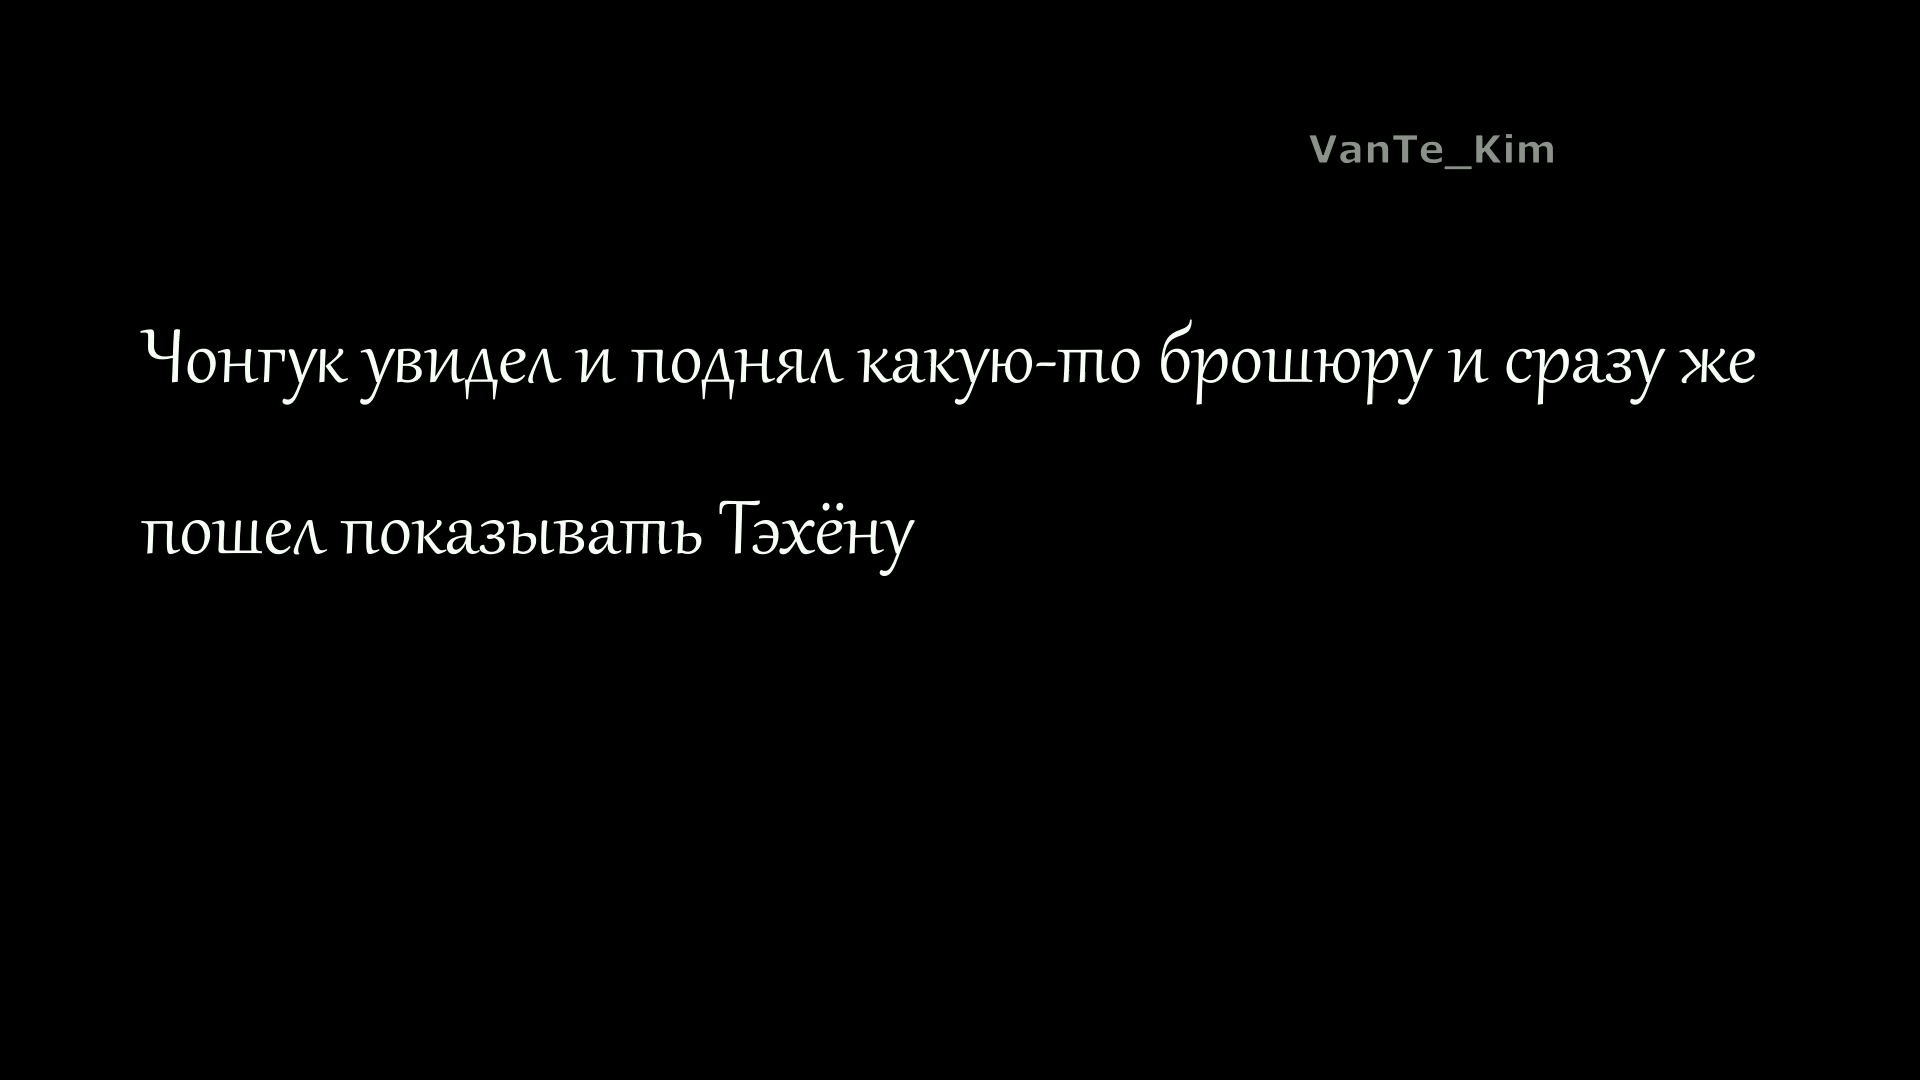 VanTe_Kim
Чонгук увидел и поднял какую-то брошюру и сразу же
пошел показывать Тэхёну